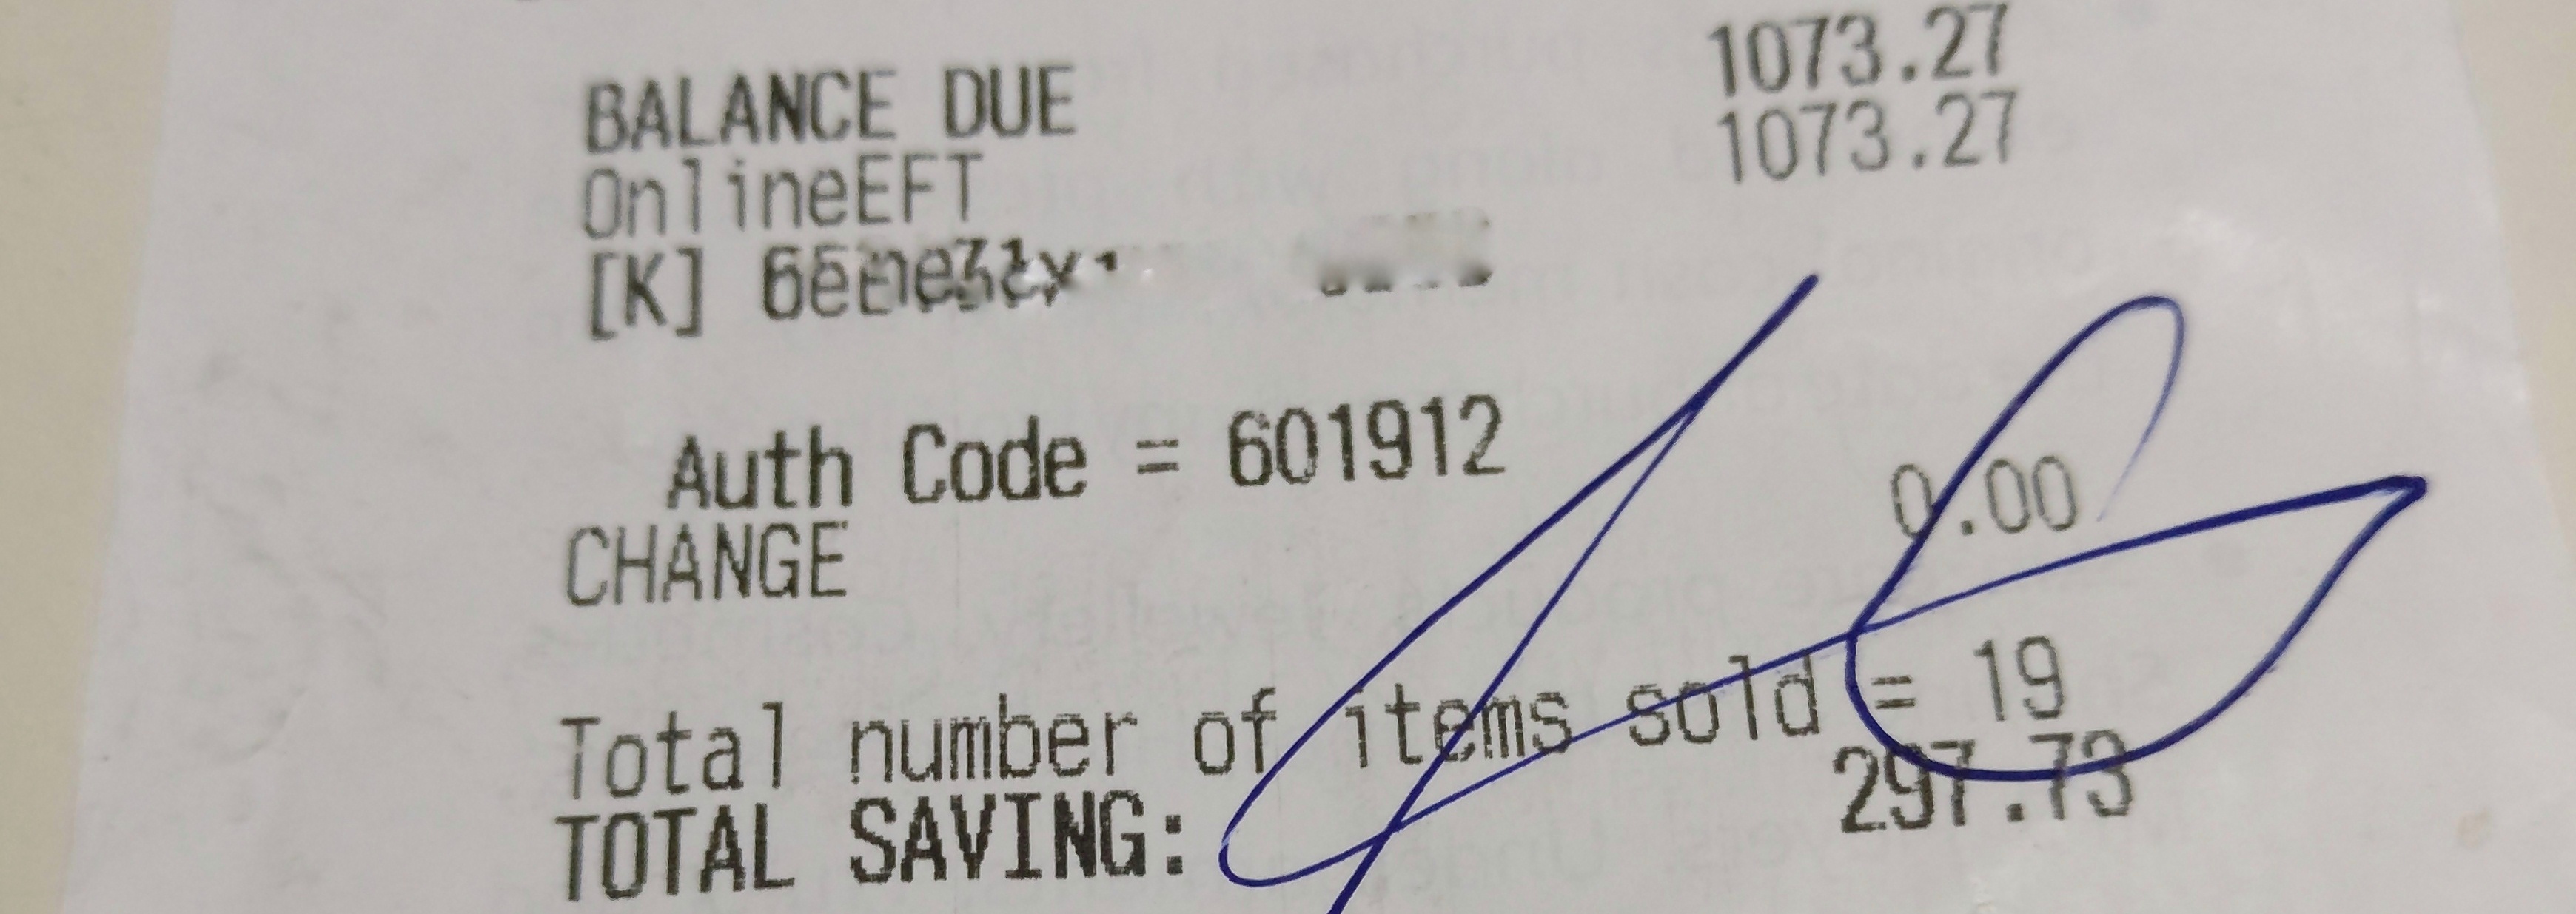 BALANCE DUE 1073.27
OnlineEFT 1073.27
[K]
Auth Code = 601912
CHANGE 0.00
Total number of items sold = 19
TOTAL SAVING: 297.73